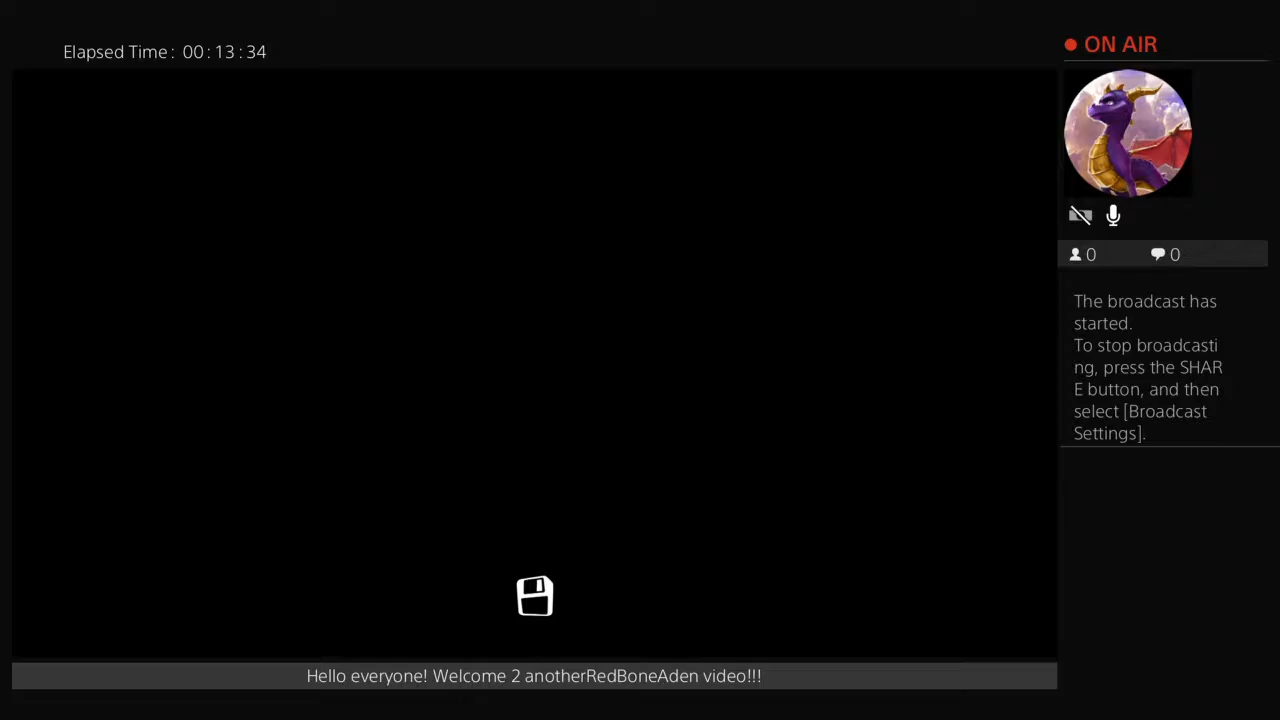 Elapsed Time: 00:13:34
ON AIR
0 0
The broadcast has
started.
To stop broadcasti
ng, press the SHAR
E button, and then
select [Broadcast
Settings].
Hello everyone! Welcome 2 anotherRedBoneAden video!!!